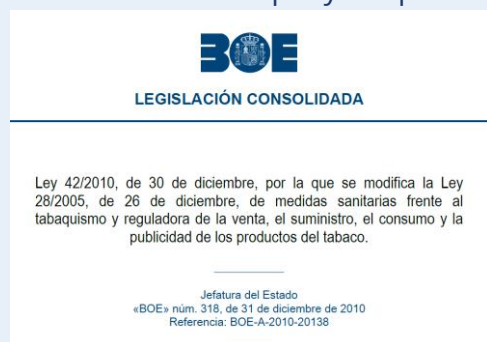 BOE
LEGISLACIÓN CONSOLIDADA
Ley 42/2010, de 30 de diciembre, por la que se modifica la Ley
28/2005, de 26 de diciembre, de medidas sanitarias frente al
tabaquismo y reguladora de la venta, el suministro, el consumo y la
publicidad de los productos del tabaco.
Jefatura del Estado
«BOE» núm. 318, de 31 de diciembre de 2010
Referencia: BOE-A-2010-20138